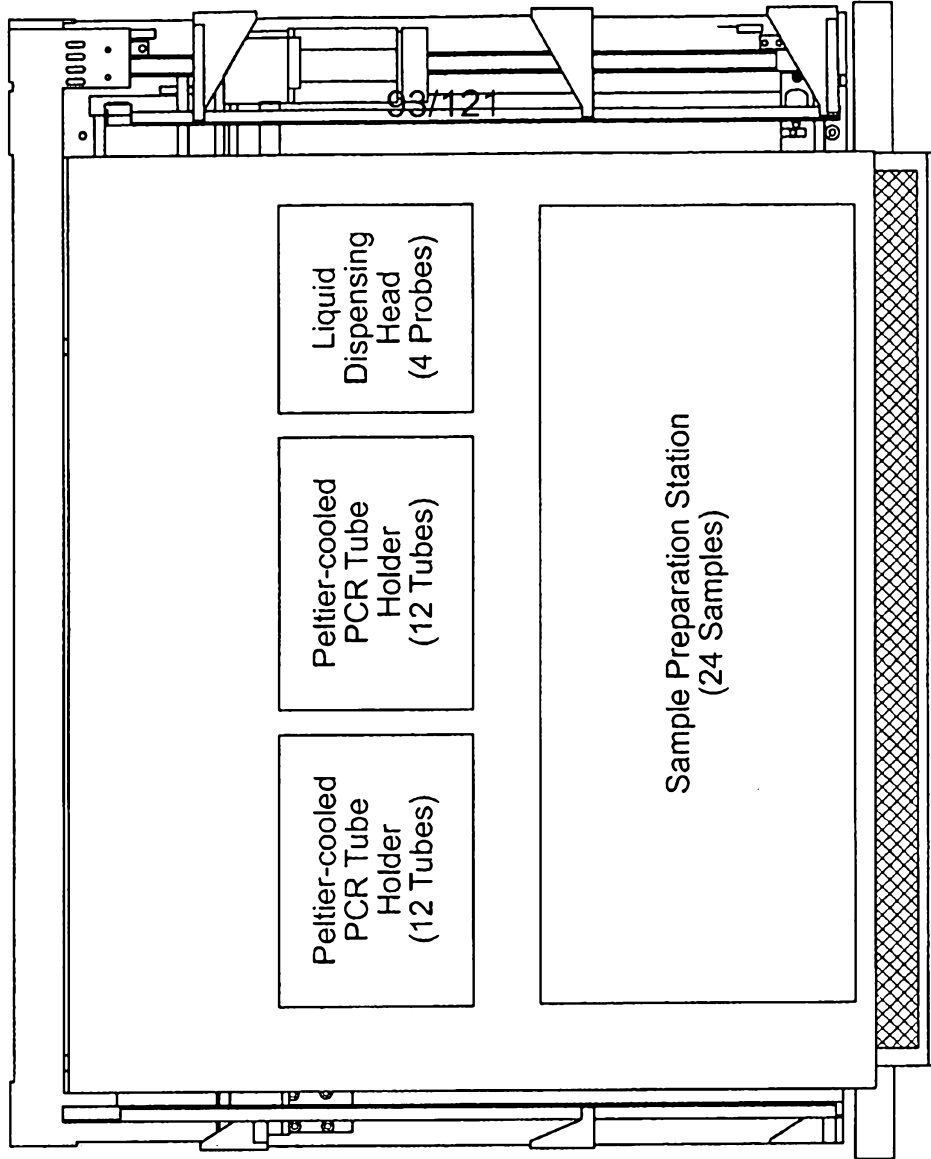 93/121
Peltier-cooled
PCR Tube
Holder
(12 Tubes)
Peltier-cooled
PCR Tube
Holder
(12 Tubes)
Liquid
Dispensing
Head
(4 Probes)
Sample Preparation Station
(24 Samples)